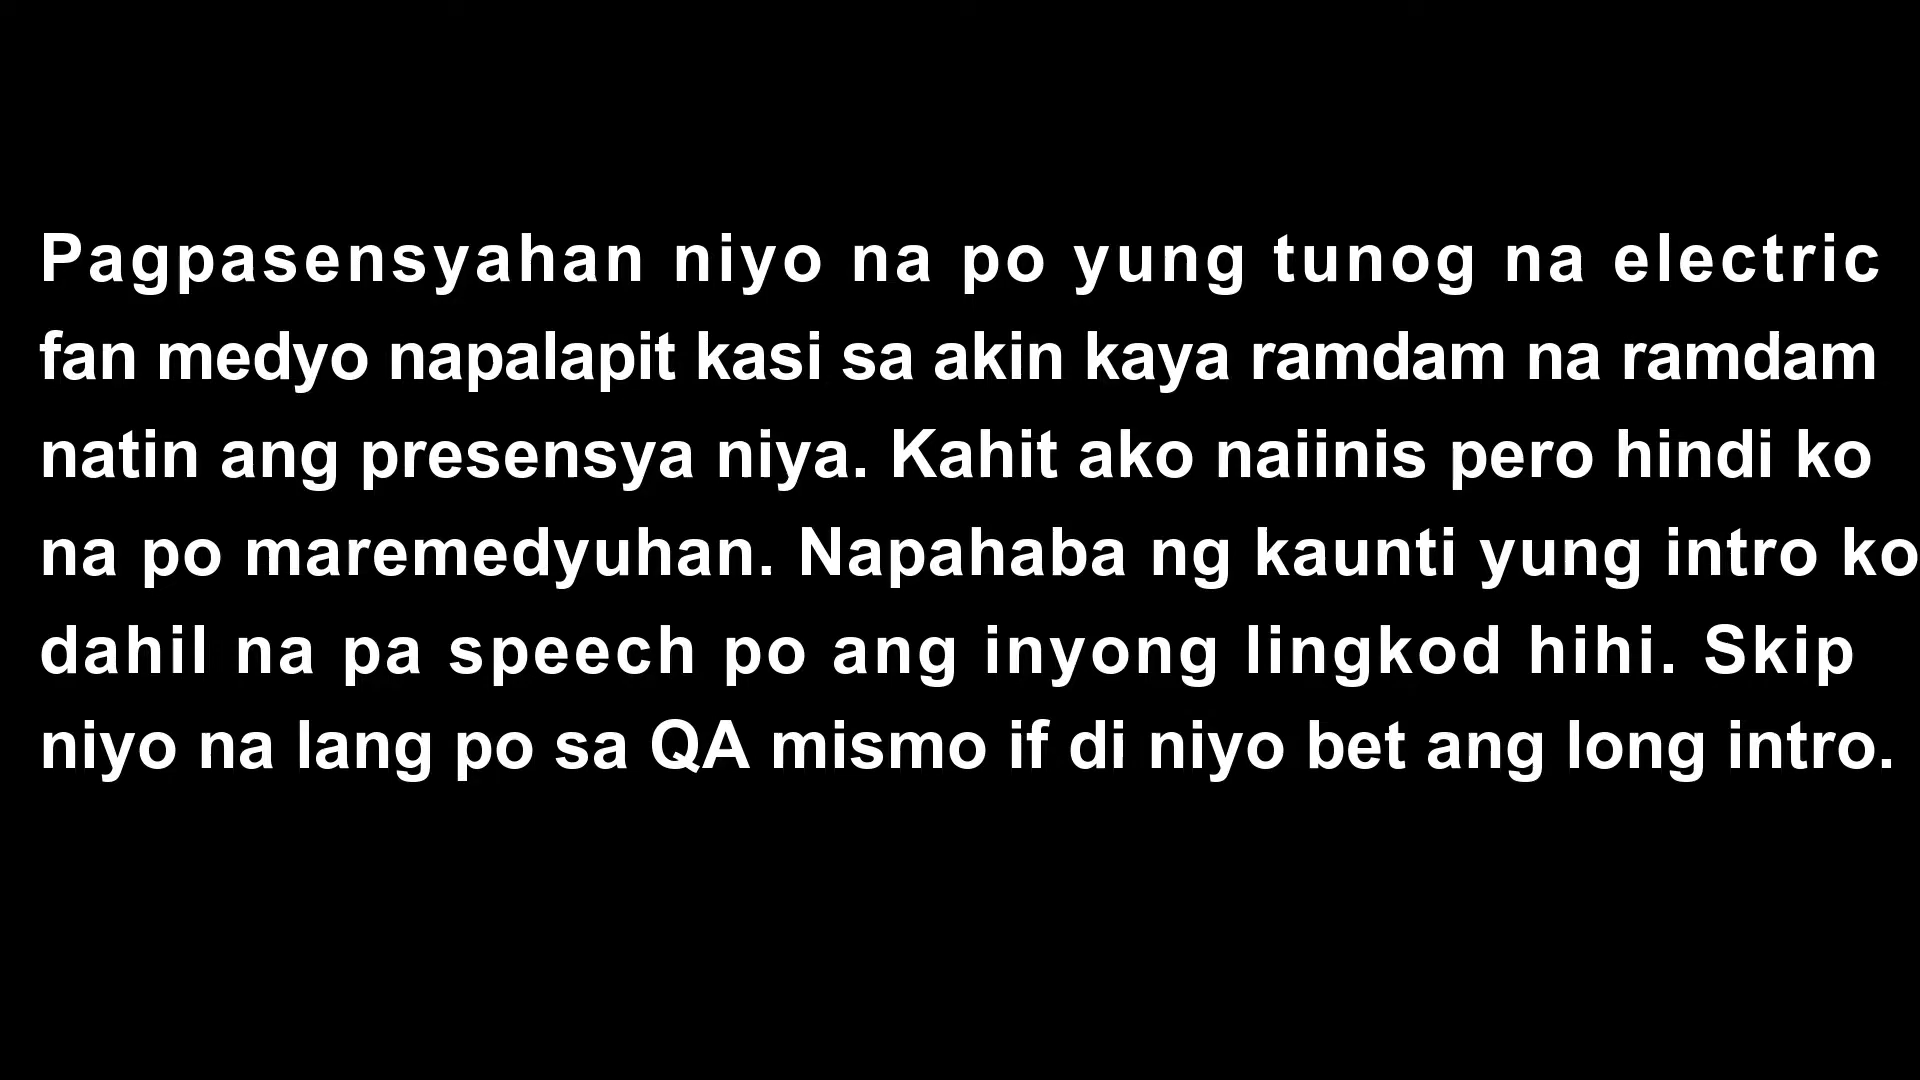 Pagpasensyahan niyo na po yung tunog na electric
fan medyo napalapit kasi sa akin kaya ramdam na ramdam
natin ang presensya niya. Kahit ako naiinis pero hindi ko
na po maremedyuhan. Napahaba ng kaunti yung intro ko
dahil na pa speech po ang inyong lingkod hihi. Skip
niyo na lang po sa QA mismo if di niyo bet ang long intro.